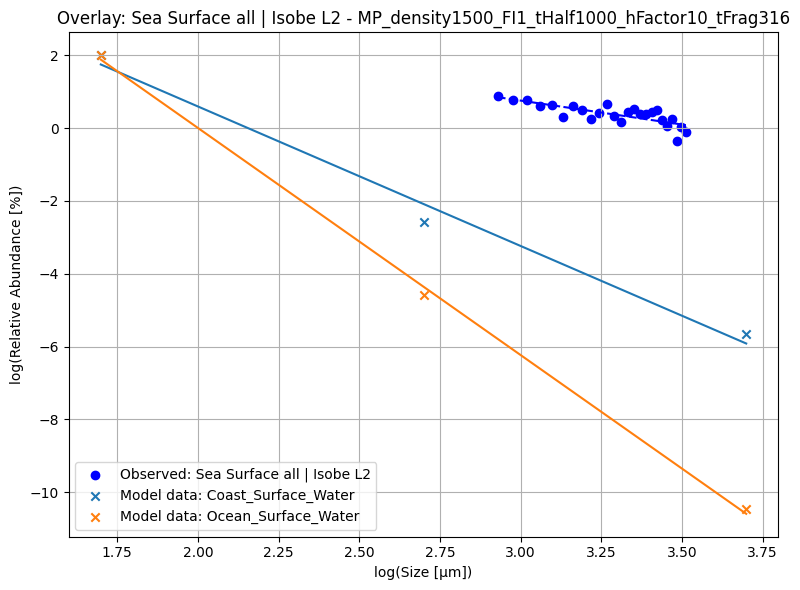 Overlay: Sea Surface all | Isobe L2 - MP_density1500_FI1_tHalf1000_hFactor10_tFrag316
log(Relative Abundance [%])
2
0
−2
−4
−6
−8
−10
Observed: Sea Surface all | Isobe L2
Model data: Coast_Surface_Water
Model data: Ocean_Surface_Water
1.75 2.00 2.25 2.50 2.75 3.00 3.25 3.50 3.75
log(Size [µm])